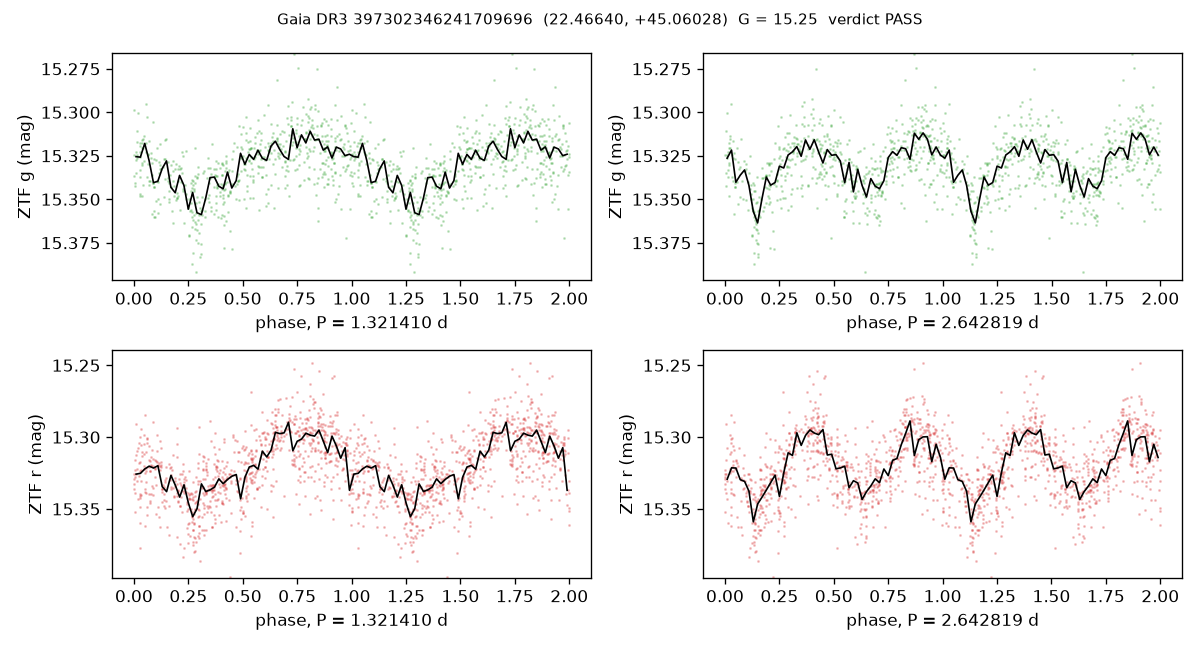 Gaia DR3 397302346241709696  (22.46640, +45.06028)  G = 15.25  verdict PASS
ZTF g (mag)
15.275
15.300
15.325
15.350
15.375
0.00 0.25 0.50 0.75 1.00 1.25 1.50 1.75 2.00
phase, P = 1.321410 d
ZTF g (mag)
15.275
15.300
15.325
15.350
15.375
0.00 0.25 0.50 0.75 1.00 1.25 1.50 1.75 2.00
phase, P = 2.642819 d
ZTF r (mag)
15.25
15.30
15.35
0.00 0.25 0.50 0.75 1.00 1.25 1.50 1.75 2.00
phase, P = 1.321410 d
ZTF r (mag)
15.25
15.30
15.35
0.00 0.25 0.50 0.75 1.00 1.25 1.50 1.75 2.00
phase, P = 2.642819 d